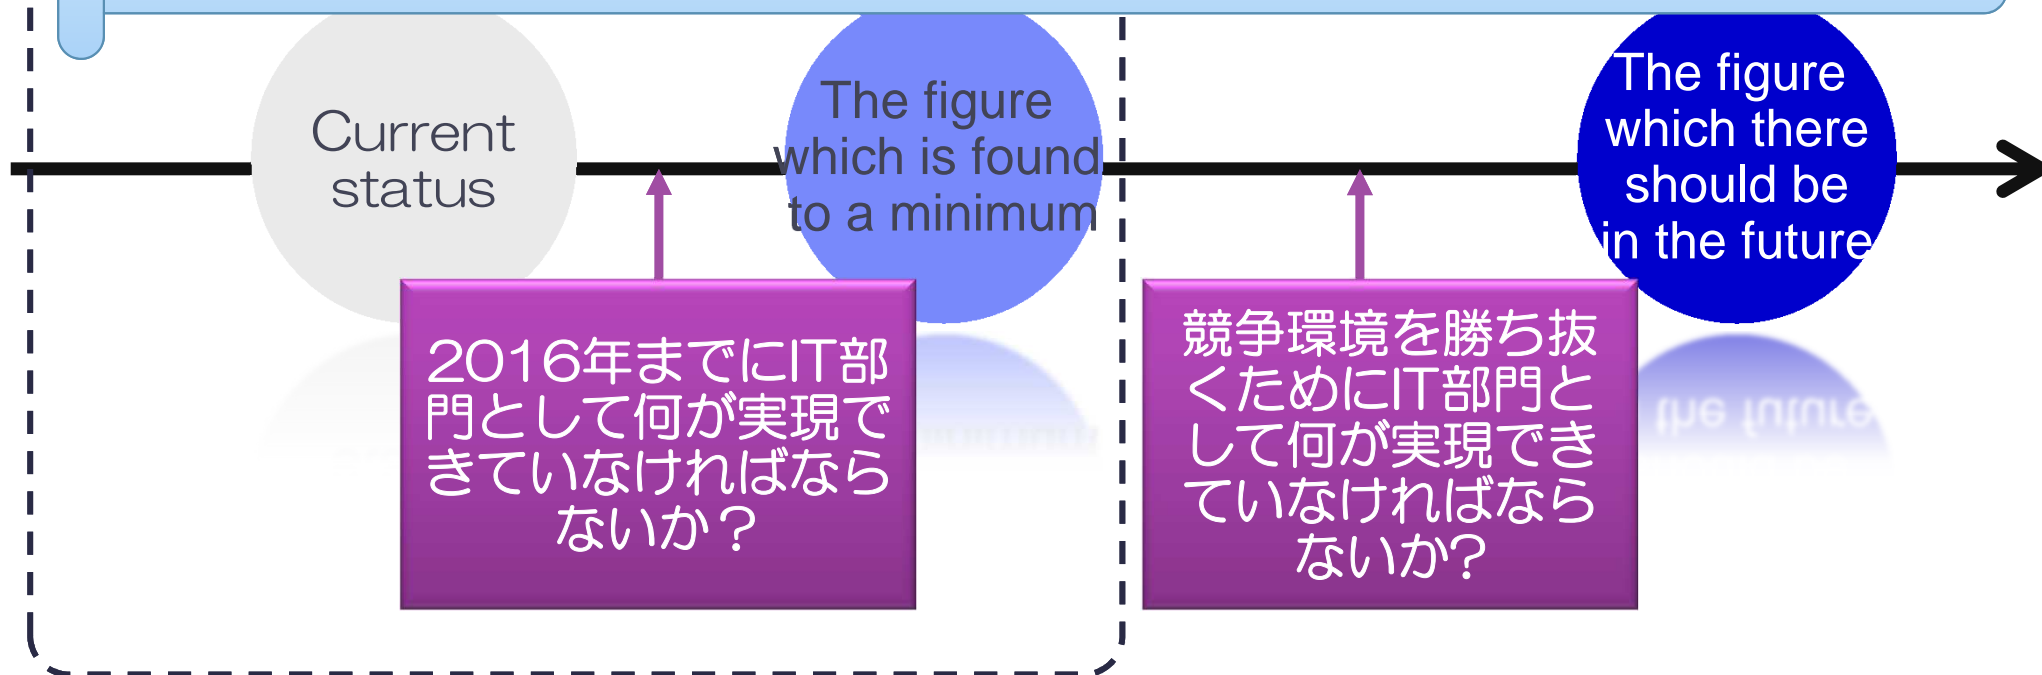 Current
status
The figure
which is found
to a minimum
The figure
which there
should be
in the future
2016年までにIT部
門として何が実現で
きていなければなら
ないか？
競争環境を勝ち抜
くためにIT部門と
して何が実現でき
ていなければなら
ないか?
the future